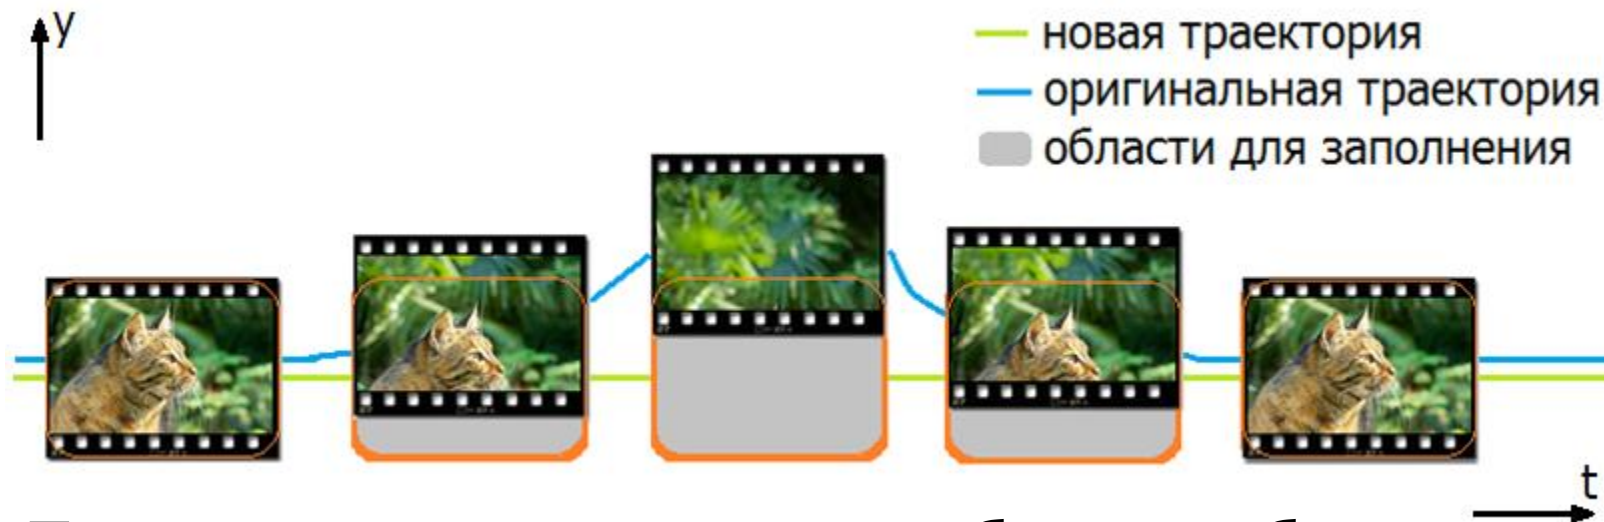 y
новая траектория
оригинальная траектория
области для заполнения
t